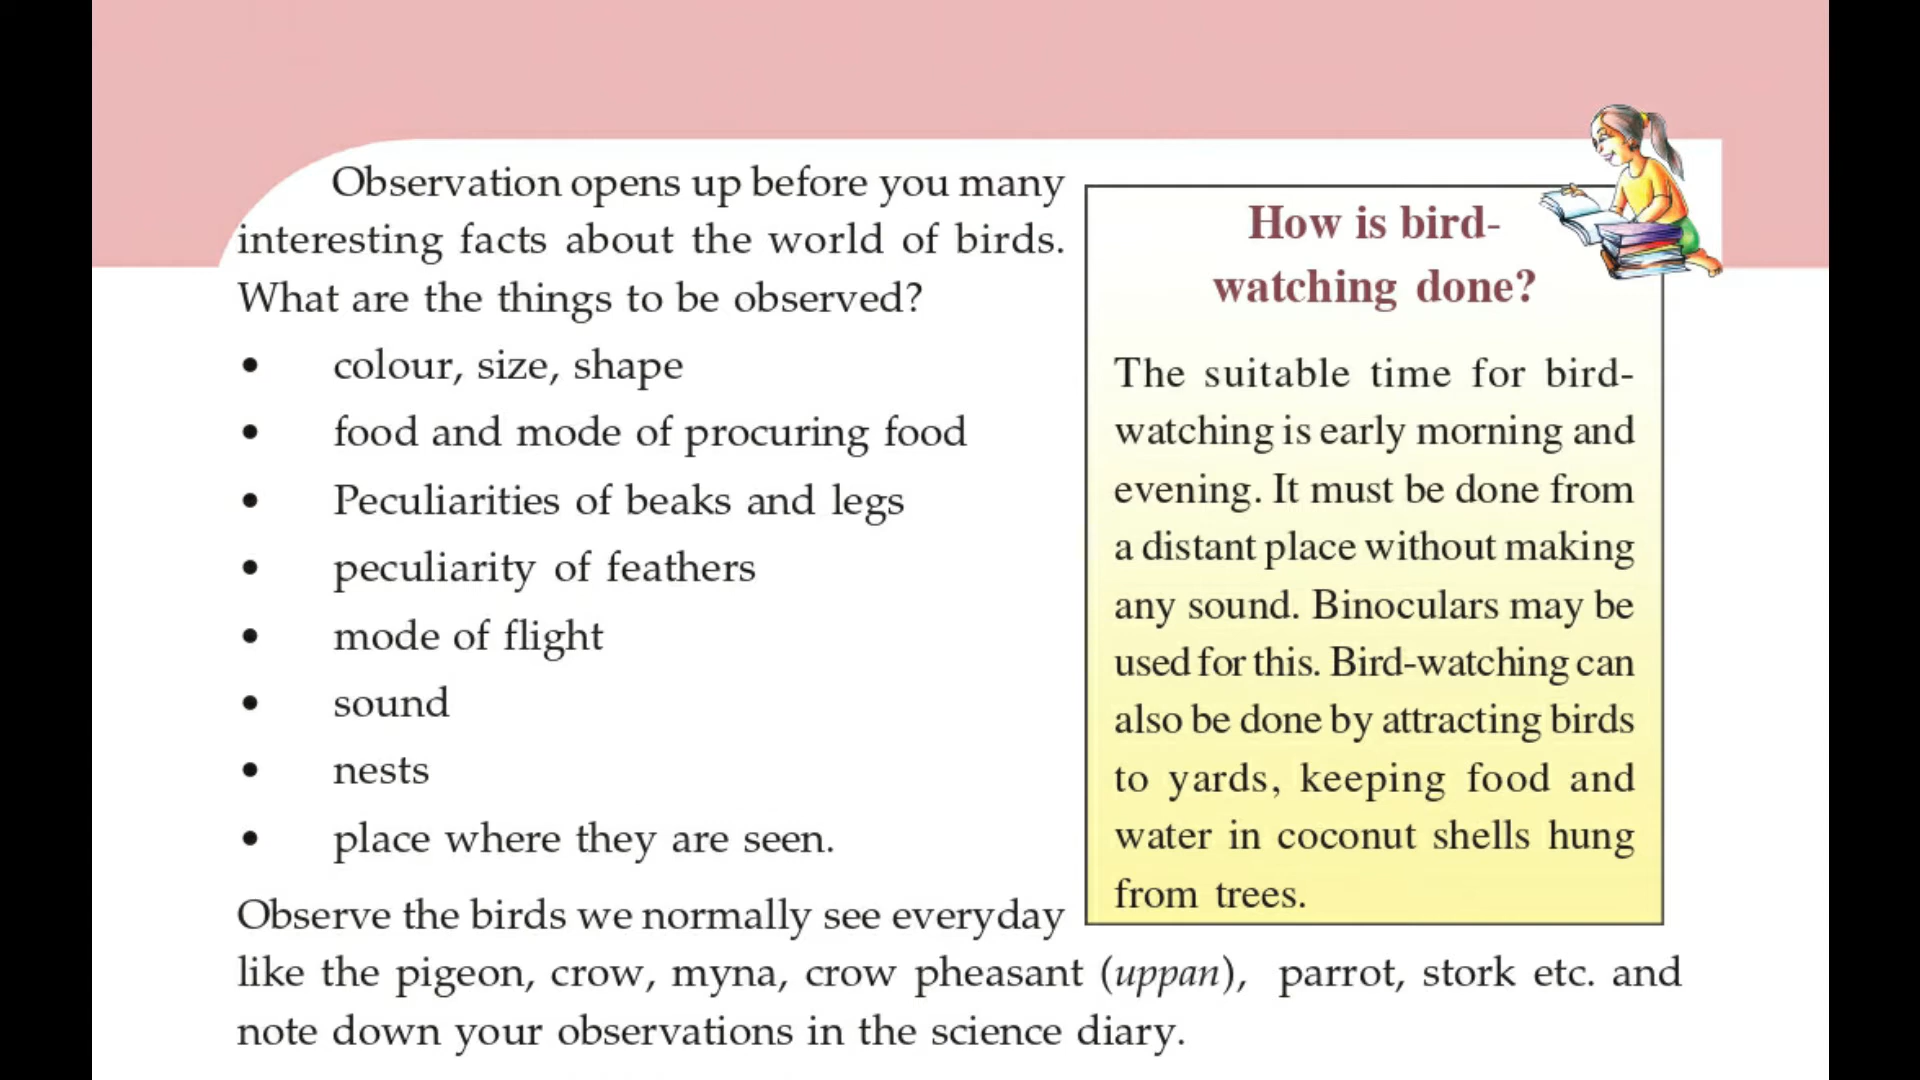 Observation opens up before you many
interesting facts about the world of birds.
What are the things to be observed?
• colour, size, shape
• food and mode of procuring food
• Peculiarities of beaks and legs
• peculiarity of feathers
• mode of flight
• sound
• nests
• place where they are seen.
Observe the birds we normally see everyday
like the pigeon, crow, myna, crow pheasant (uppan), parrot, stork etc. and
note down your observations in the science diary.
How is bird-
watching done?
The suitable time for bird-
watching is early morning and
evening. It must be done from
a distant place without making
any sound. Binoculars may be
used for this. Bird-watching can
also be done by attracting birds
to yards, keeping food and
water in coconut shells hung
from trees.